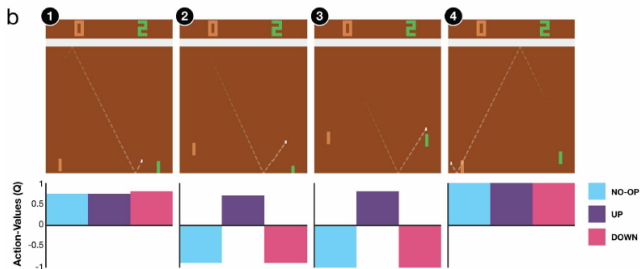 b
1 2 3 4
0 2 0 2 0 2 0 2
Action-Values (Q)
1
0.5
0
-0.5
-1
NO-OP
UP
DOWN